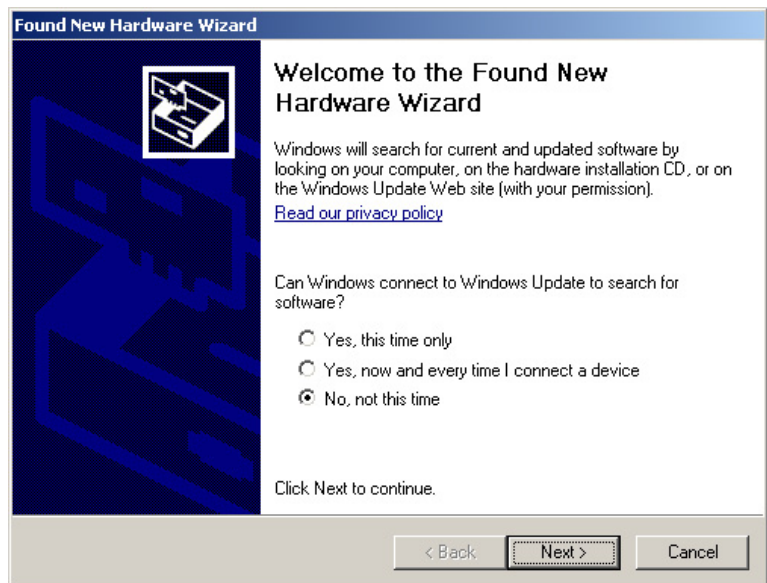 Found New Hardware Wizard
Welcome to the Found New
Hardware Wizard
Windows will search for current and updated software by
looking on your computer, on the hardware installation CD, or on
the Windows Update Web site (with your permission).
Read our privacy policy
Can Windows connect to Windows Update to search for
software?
Yes, this time only
Yes, now and every time I connect a device
No, not this time
Click Next to continue.
< Back
Next >
Cancel